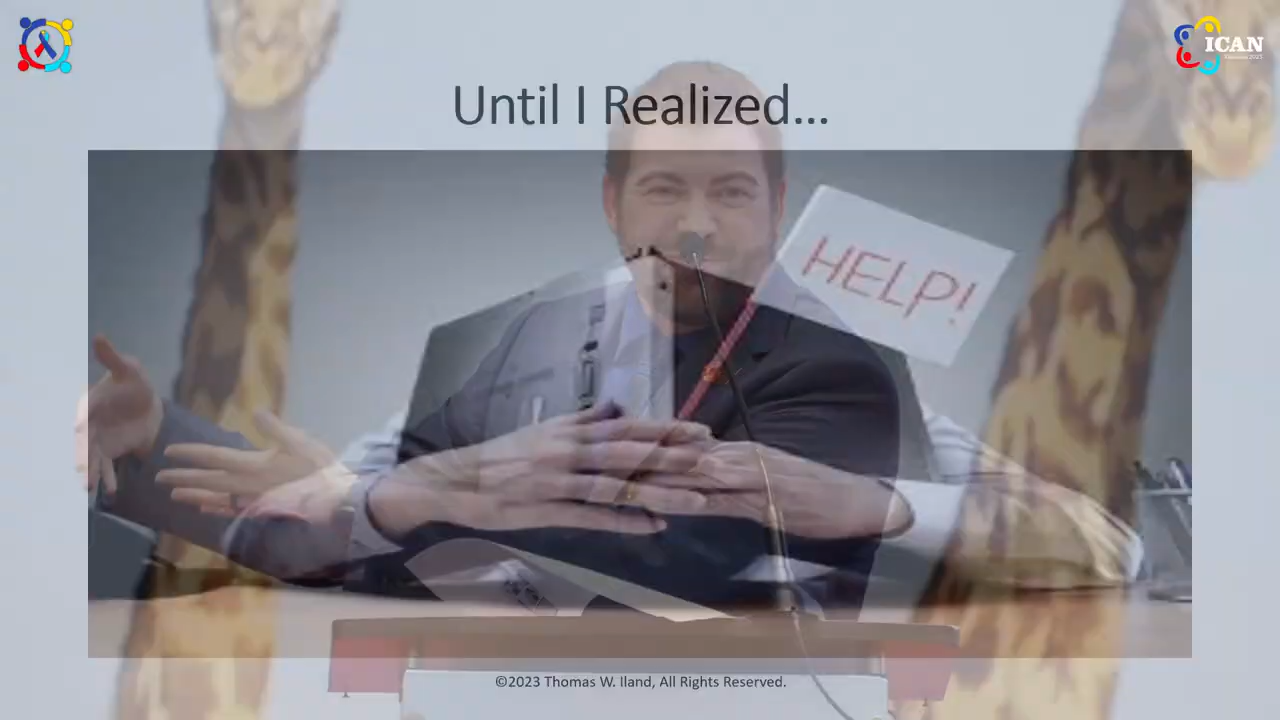 ICAN
Until I Realized...
HELP!
©2023 Thomas W. Iland, All Rights Reserved.